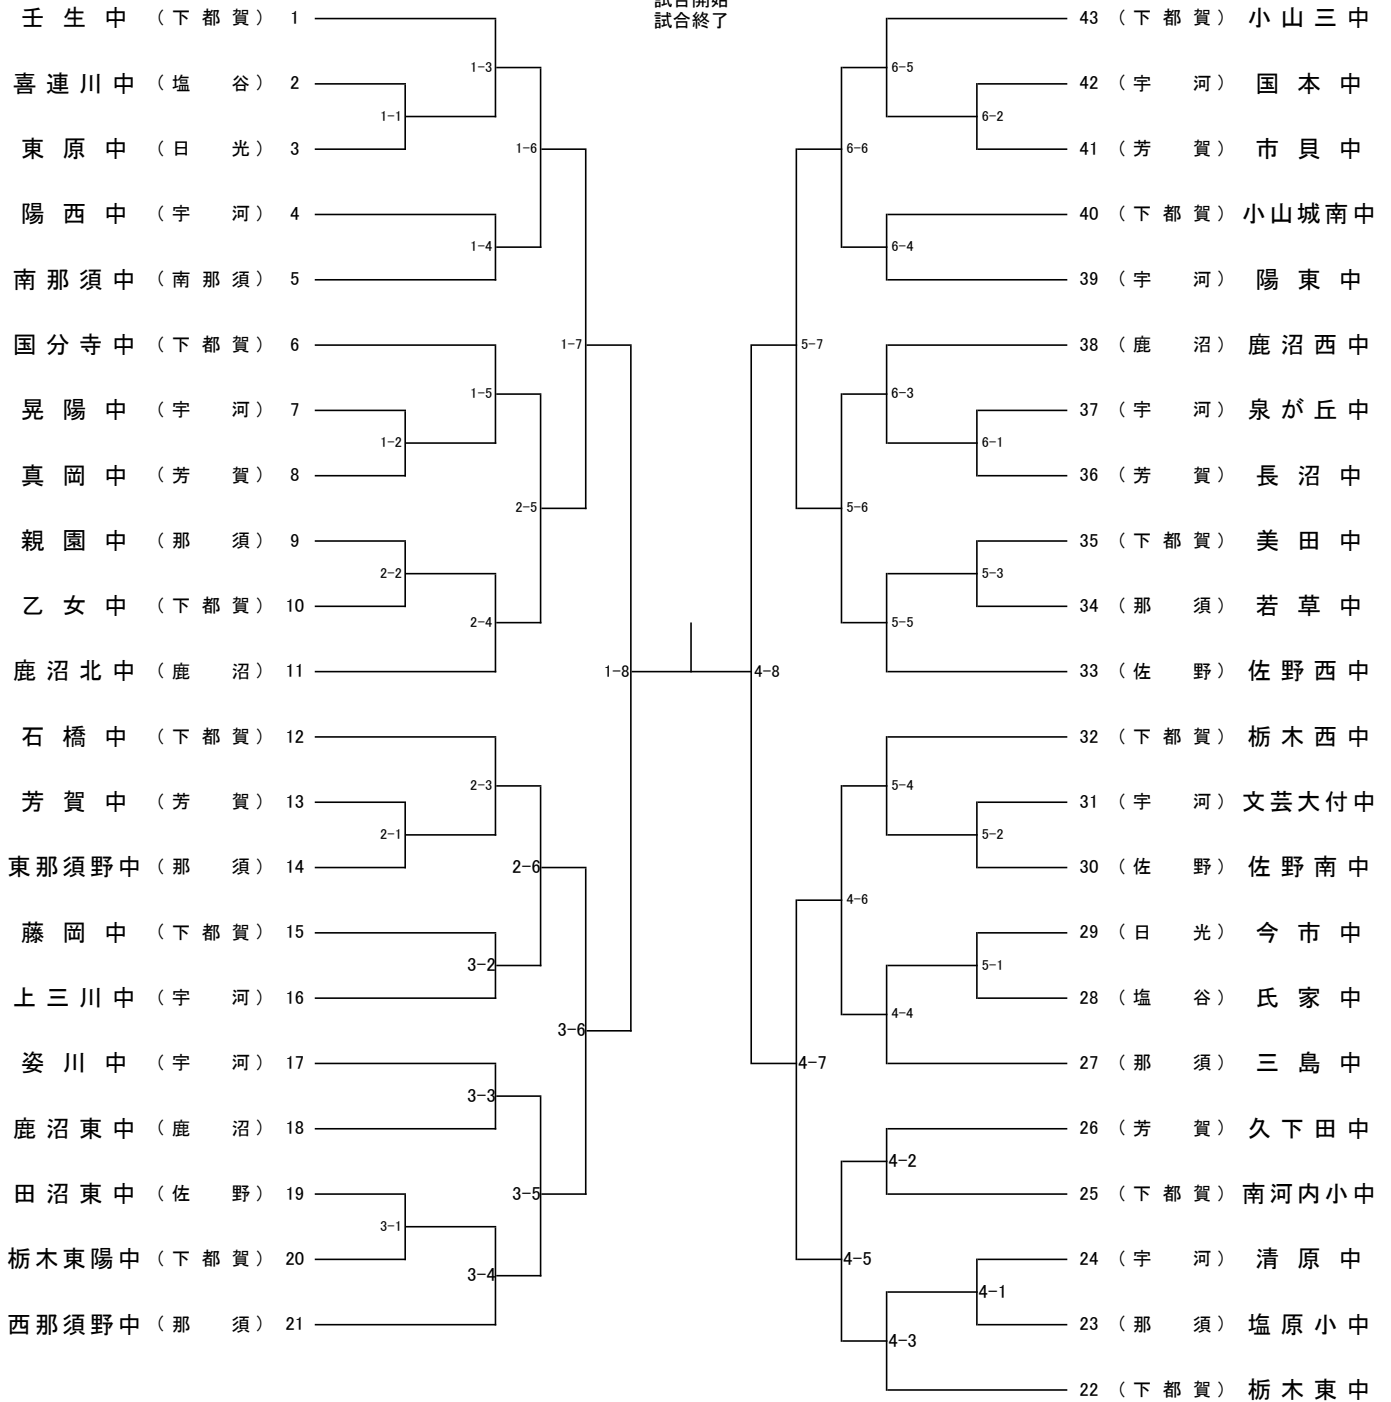 試合開始
試合終了
壬生中 （下都賀） 1
喜連川中 （塩谷） 2
東原中 （日光） 3
陽西中 （宇河） 4
南那須中 （南那須） 5
国分寺中 （下都賀） 6
晃陽中 （宇河） 7
真岡中 （芳賀） 8
親園中 （那須） 9
乙女中 （下都賀） 10
鹿沼北中 （鹿沼） 11
石橋中 （下都賀） 12
芳賀中 （芳賀） 13
東那須野中 （那須） 14
藤岡中 （下都賀） 15
上三川中 （宇河） 16
姿川中 （宇河） 17
鹿沼東中 （鹿沼） 18
田沼東中 （佐野） 19
栃木東陽中 （下都賀） 20
西那須野中 （那須） 21
1-3
1-1
1-6
1-4
1-7
1-5
1-2
2-5
2-2
2-4
1-8
2-3
2-1
2-6
3-2
3-6
3-3
3-5
3-1
3-4
43 （下都賀） 小山三中
42 （宇河） 国本中
41 （芳賀） 市貝中
40 （下都賀） 小山城南中
39 （宇河） 陽東中
38 （鹿沼） 鹿沼西中
37 （宇河） 泉が丘中
36 （芳賀） 長沼中
35 （下都賀） 美田中
34 （那須） 若草中
33 （佐野） 佐野西中
32 （下都賀） 栃木西中
31 （宇河） 文芸大付中
30 （佐野） 佐野南中
29 （日光） 今市中
28 （塩谷） 氏家中
27 （那須） 三島中
26 （芳賀） 久下田中
25 （下都賀） 南河内小中
24 （宇河） 清原中
23 （那須） 塩原小中
22 （下都賀） 栃木東中
6-5
6-2
6-6
6-4
5-7
6-3
6-1
5-6
5-3
5-5
4-8
5-4
5-2
4-6
5-1
4-4
4-7
4-2
4-5
4-1
4-3